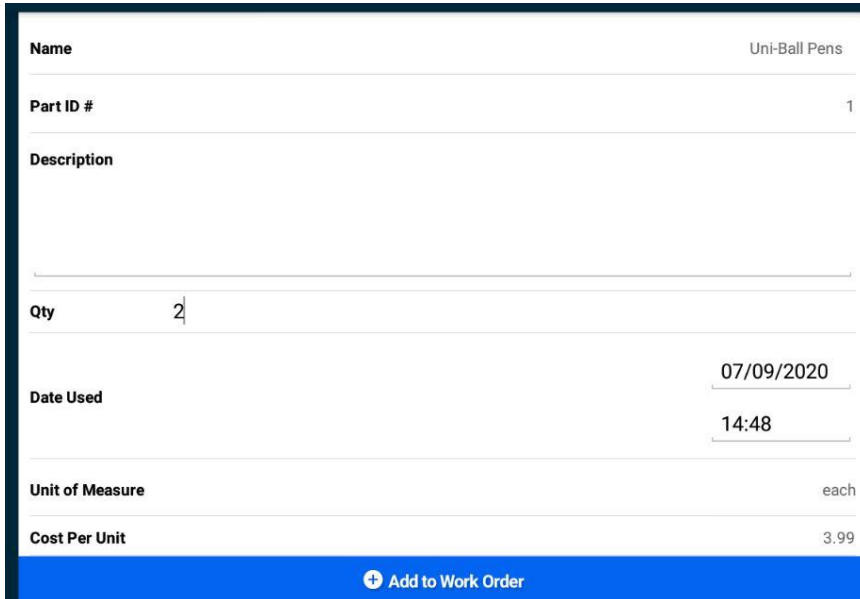 Name Uni-Ball Pens
Part ID # 1
Description
Qty 2
07/09/2020
Date Used
14:48
Unit of Measure each
Cost Per Unit 3.99
Add to Work Order